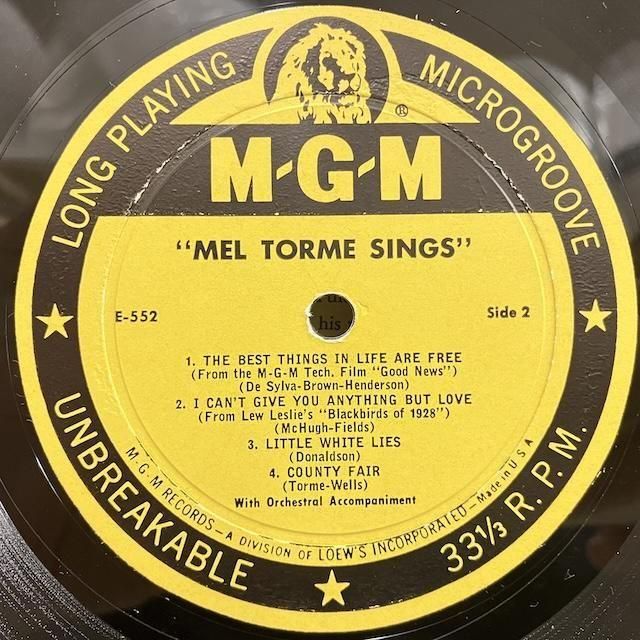 LONG PLAYING
MICROGROOVE
®
M-G-M
"MEL TORME SINGS"
E-552
Side 2
his
1. THE BEST THINGS IN LIFE ARE FREE
(From the M-G-M Tech. Film "Good News")
(De Sylva-Brown-Henderson)
2. I CAN'T GIVE YOU ANYTHING BUT LOVE
(From Lew Leslie's "Blackbirds of 1928")
(McHugh-Fields)
3. LITTLE WHITE LIES
(Donaldson)
4. COUNTY FAIR
(Torme-Wells)
With Orchestral Accompaniment
M-G-M RECORDS—A DIVISION OF LOEW'S INCORPORATED—Made in U S A
UNBREAKABLE
33⅓ R.P.M.